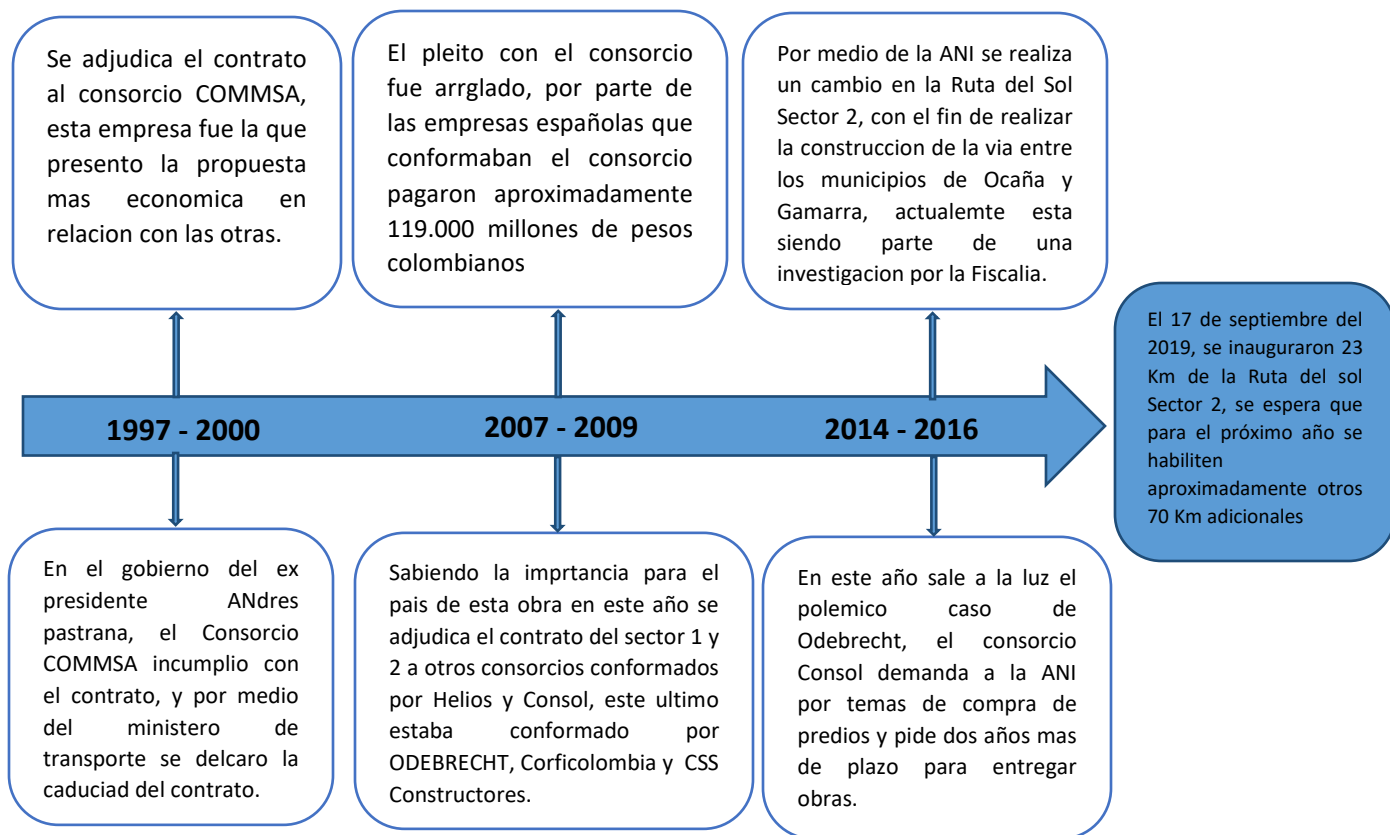 Se adjudica el contrato
al consorcio COMMSA,
esta empresa fue la que
presento la propuesta
mas economica en
relacion con las otras.
El pleito con el consorcio
fue arrglado, por parte de
las empresas españolas que
conformaban el consorcio
pagaron aproximadamente
119.000 millones de pesos
colombianos
Por medio de la ANI se realiza
un cambio en la Ruta del Sol
Sector 2, con el fin de realizar
la construccion de la via entre
los municipios de Ocaña y
Gamarra, actualemte esta
siendo parte de una
investigacion por la Fiscalia.
El 17 de septiembre del
2019, se inauguraron 23
Km de la Ruta del sol
Sector 2, se espera que
para el próximo año se
habiliten
aproximadamente otros
70 Km adicionales
1997 - 2000
2007 - 2009
2014 - 2016
En el gobierno del ex
presidente ANdres
pastrana, el Consorcio
COMMSA incumplio con
el contrato, y por medio
del ministero de
transporte se delcaro la
caduciad del contrato.
Sabiendo la imprtancia para el
pais de esta obra en este año se
adjudica el contrato del sector 1 y
2 a otros consorcios conformados
por Helios y Consol, este ultimo
estaba conformado por
ODEBRECHT, Corficolombia y CSS
Constructores.
En este año sale a la luz el
polemico caso de
Odebrecht, el consorcio
Consol demanda a la ANI
por temas de compra de
predios y pide dos años mas
de plazo para entregar
obras.